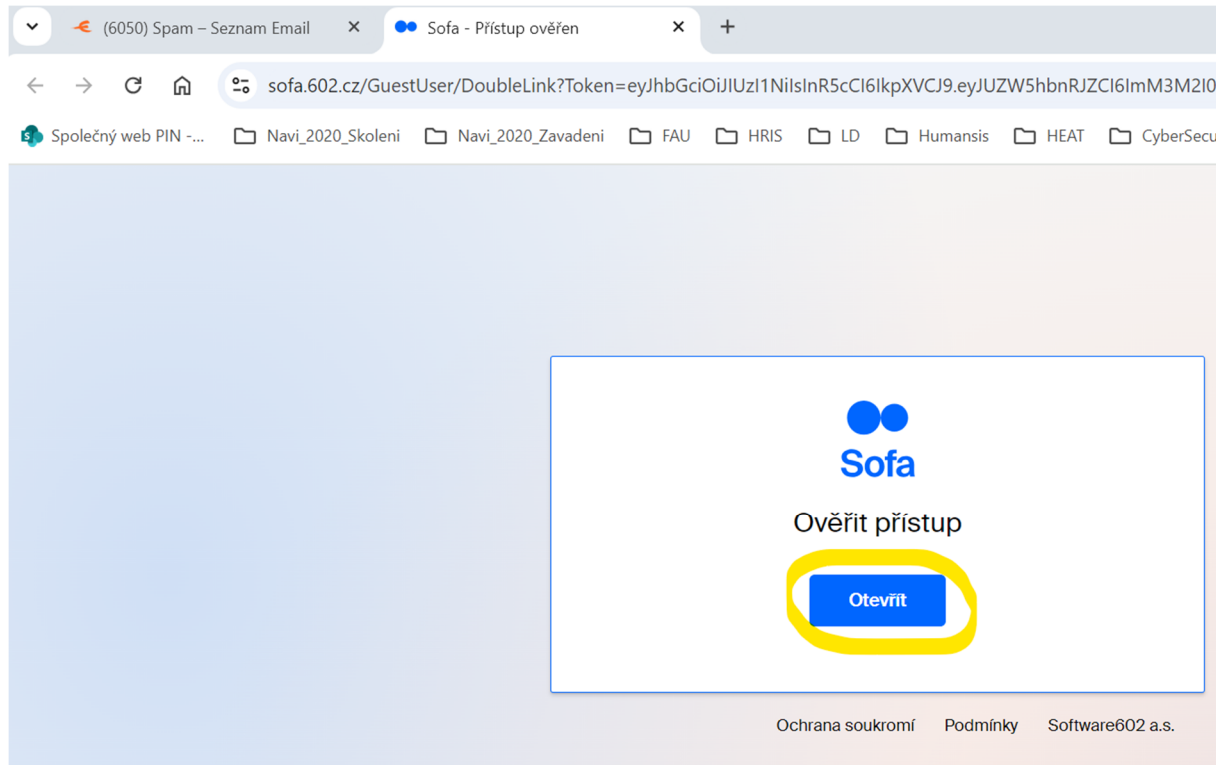 (6050) Spam – Seznam Email
Sofa - Přístup ověřen
sofa.602.cz/GuestUser/DoubleLink?Token=eyJhbGciOiJIUzI1NiIsInR5cCI6IkpXVCJ9.eyJUZW5hbnRJZCI6ImM3M2I0
Společný web PIN -... Navi_2020_Skoleni Navi_2020_Zavadeni FAU HRIS LD Humansis HEAT CyberSecu
Sofa
Ověřit přístup
Otevřít
Ochrana soukromí Podmínky Software602 a.s.